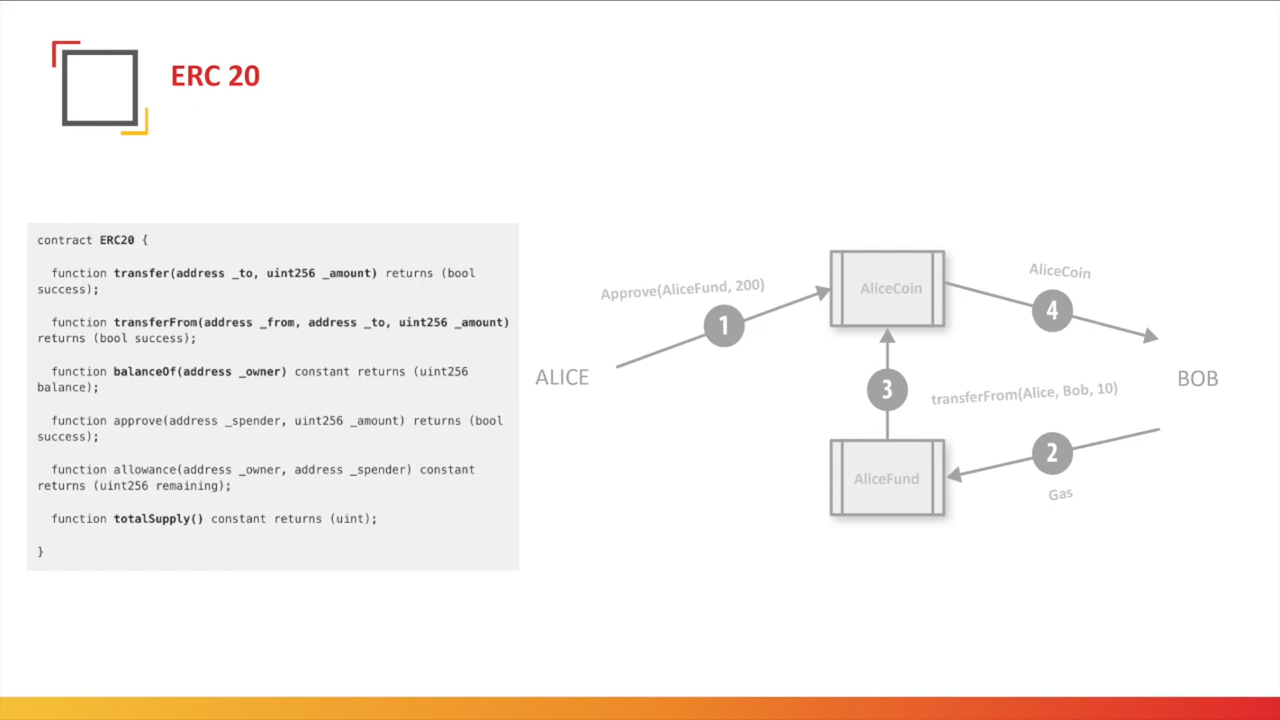 ERC 20
contract ERC20 {
function transfer(address _to, uint256 _amount) returns (bool
success);
function transferFrom(address _from, address _to, uint256 _amount)
returns (bool success);
function balanceOf(address _owner) constant returns (uint256
balance);
function approve(address _spender, uint256 _amount) returns (bool
success);
function allowance(address _owner, address _spender) constant
returns (uint256 remaining);
function totalSupply() constant returns (uint);
}
ALICE
Approve(AliceFund, 200)
1
AliceCoin
AliceCoin
4
3
transferFrom(Alice, Bob, 10)
BOB
AliceFund
2
Gas